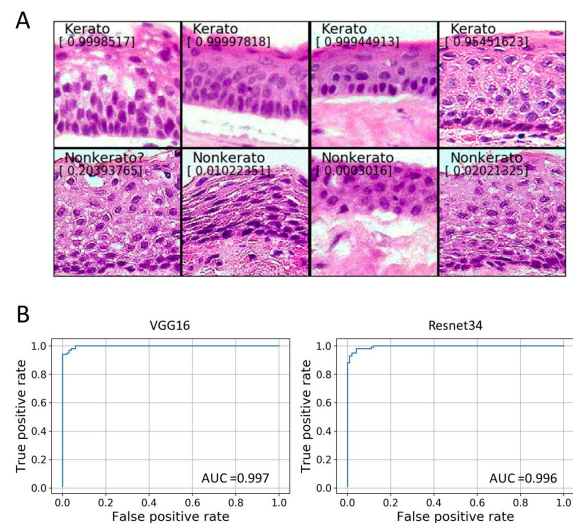 A
Kerato
[ 0.9998517]
Kerato
[ 0.99997818]
Kerato
[ 0.99944913]
Kerato
[ 0.95451623]
Nonkerato?
[ 0.20393765]
Nonkerato
[ 0.01022351]
Nonkerato
[ 0.0003016]
Nonkerato
[ 0.02021325]
B
VGG16
True positive rate
1.0
0.8
0.6
0.4
0.2
0.0
AUC =0.997
0.0 0.2 0.4 0.6 0.8 1.0
False positive rate
Resnet34
True positive rate
1.0
0.8
0.6
0.4
0.2
0.0
AUC =0.996
0.0 0.2 0.4 0.6 0.8 1.0
False positive rate